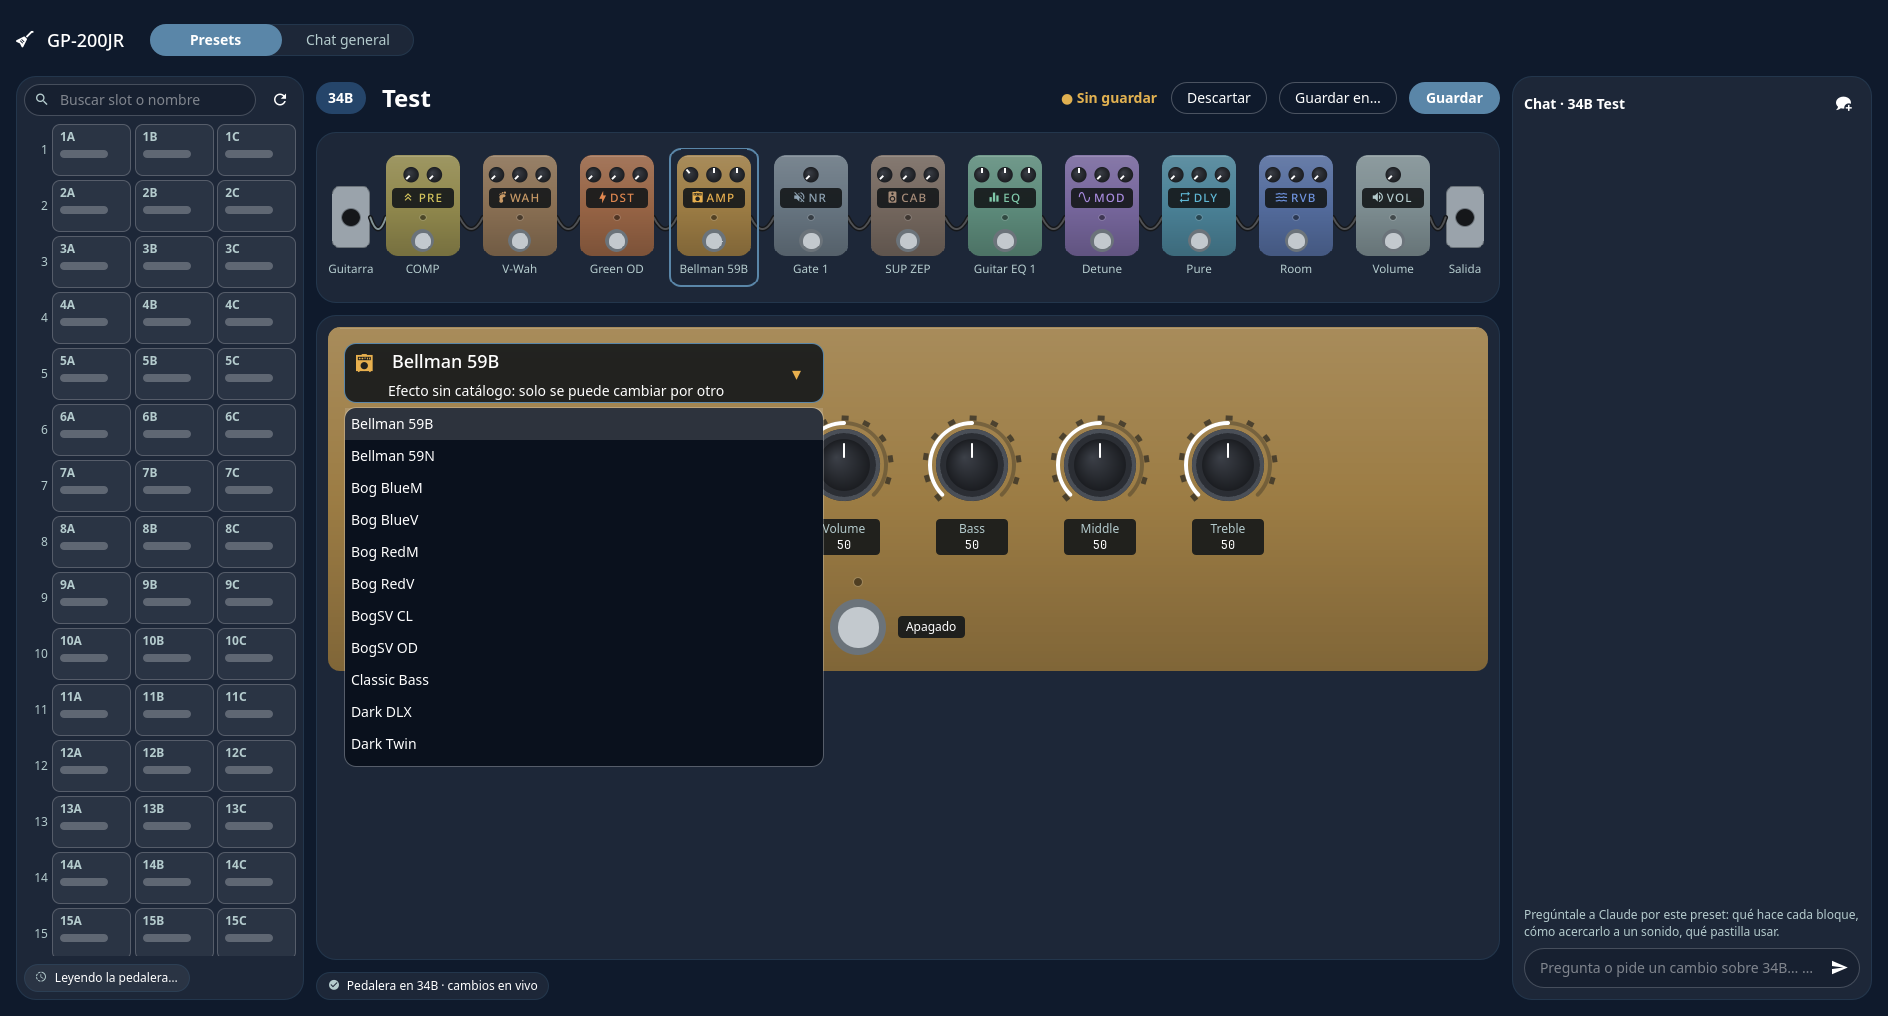 GP-200JR
Presets
Chat general
Buscar slot o nombre
1 1A 1B 1C
2 2A 2B 2C
3 3A 3B 3C
4 4A 4B 4C
5 5A 5B 5C
6 6A 6B 6C
7 7A 7B 7C
8 8A 8B 8C
9 9A 9B 9C
10 10A 10B 10C
11 11A 11B 11C
12 12A 12B 12C
13 13A 13B 13C
14 14A 14B 14C
15 15A 15B 15C
Leyendo la pedalera...
34B Test
Sin guardar
Descartar
Guardar en...
Guardar
PRE WAH DST AMP NR CAB EQ MOD DLY RVB VOL
Guitarra COMP V-Wah Green OD Bellman 59B Gate 1 SUP ZEP Guitar EQ 1 Detune Pure Room Volume Salida
Bellman 59B
Efecto sin catálogo: solo se puede cambiar por otro
Bellman 59B
Bellman 59N
Bog BlueM
Bog BlueV
Bog RedM
Bog RedV
BogSV CL
BogSV OD
Classic Bass
Dark DLX
Dark Twin
Volume Bass Middle Treble
50 50 50 50
Apagado
Pedalera en 34B · cambios en vivo
Chat · 34B Test
Pregúntale a Claude por este preset: qué hace cada bloque,
cómo acercarlo a un sonido, qué pastilla usar.
Pregunta o pide un cambio sobre 34B... ...